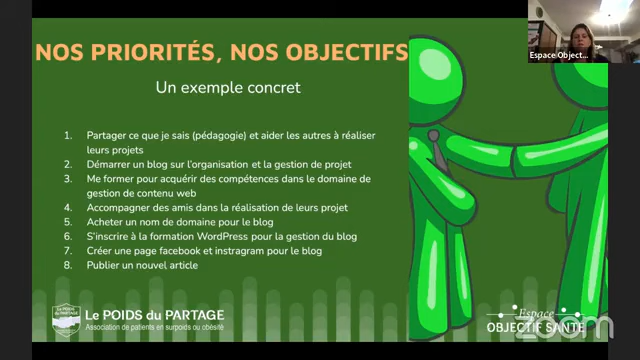 NOS PRIORITÉS, NOS OBJECTIFS
Un exemple concret
1. Partager ce que je sais (pédagogie) et aider les autres à réaliser
leurs projets
2. Démarrer un blog sur l'organisation et la gestion de projet
3. Me former pour acquérir des compétences dans le domaine de
gestion de contenu web
4. Accompagner des amis dans la réalisation de leurs projet
5. Acheter un nom de domaine pour le blog
6. S'inscrire à la formation WordPress pour la gestion du blog
7. Créer une page facebook et instragram pour le blog
8. Publier un nouvel article
Espace Object...
Le POIDS du PARTAGE
Association de patients en surpoids ou obésité
Espace
OBJECTIF SANTÉ
zoom